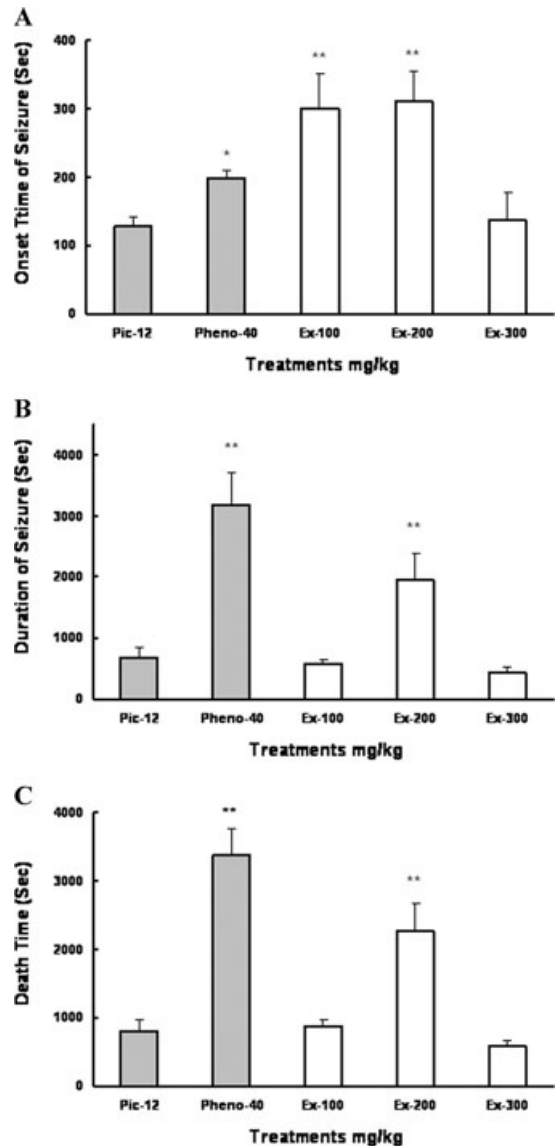 A
Onset Ttime of Seizure (Sec)
400
300
200
100
0
**
**
*
Pic-12 Pheno-40 Ex-100 Ex-200 Ex-300
Treatments mg/kg
B
Duration of Seizure (Sec)
4000
3000
2000
1000
0
**
**
Pic-12 Pheno-40 Ex-100 Ex-200 Ex-300
Treatments mg/kg
C
Death Time (Sec)
4000
3000
2000
1000
0
**
**
Pic-12 Pheno-40 Ex-100 Ex-200 Ex-300
Treatments mg/kg